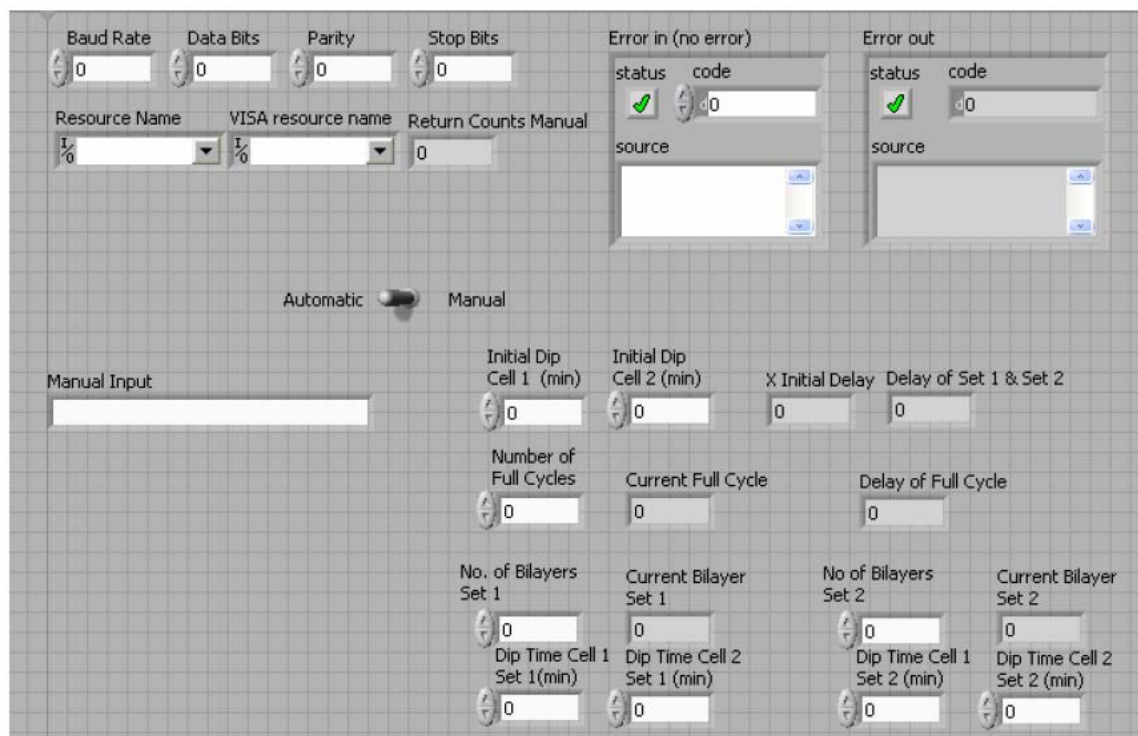 Baud Rate Data Bits Parity Stop Bits Error in (no error) Error out
0 0 0 0 status code status code
d0 d0
Resource Name VISA resource name Return Counts Manual source source
I/0 I/0 0
Automatic Manual
Initial Dip Initial Dip
Manual Input Cell 1 (min) Cell 2 (min) X Initial Delay Delay of Set 1 & Set 2
0 0 0 0
Number of
Full Cycles Current Full Cycle Delay of Full Cycle
0 0 0
No. of Bilayers Current Bilayer No of Bilayers Current Bilayer
Set 1 Set 1 Set 2 Set 2
0 0 0 0
Dip Time Cell 1 Dip Time Cell 2 Dip Time Cell 1 Dip Time Cell 2
Set 1(min) Set 1 (min) Set 2 (min) Set 2 (min)
0 0 0 0